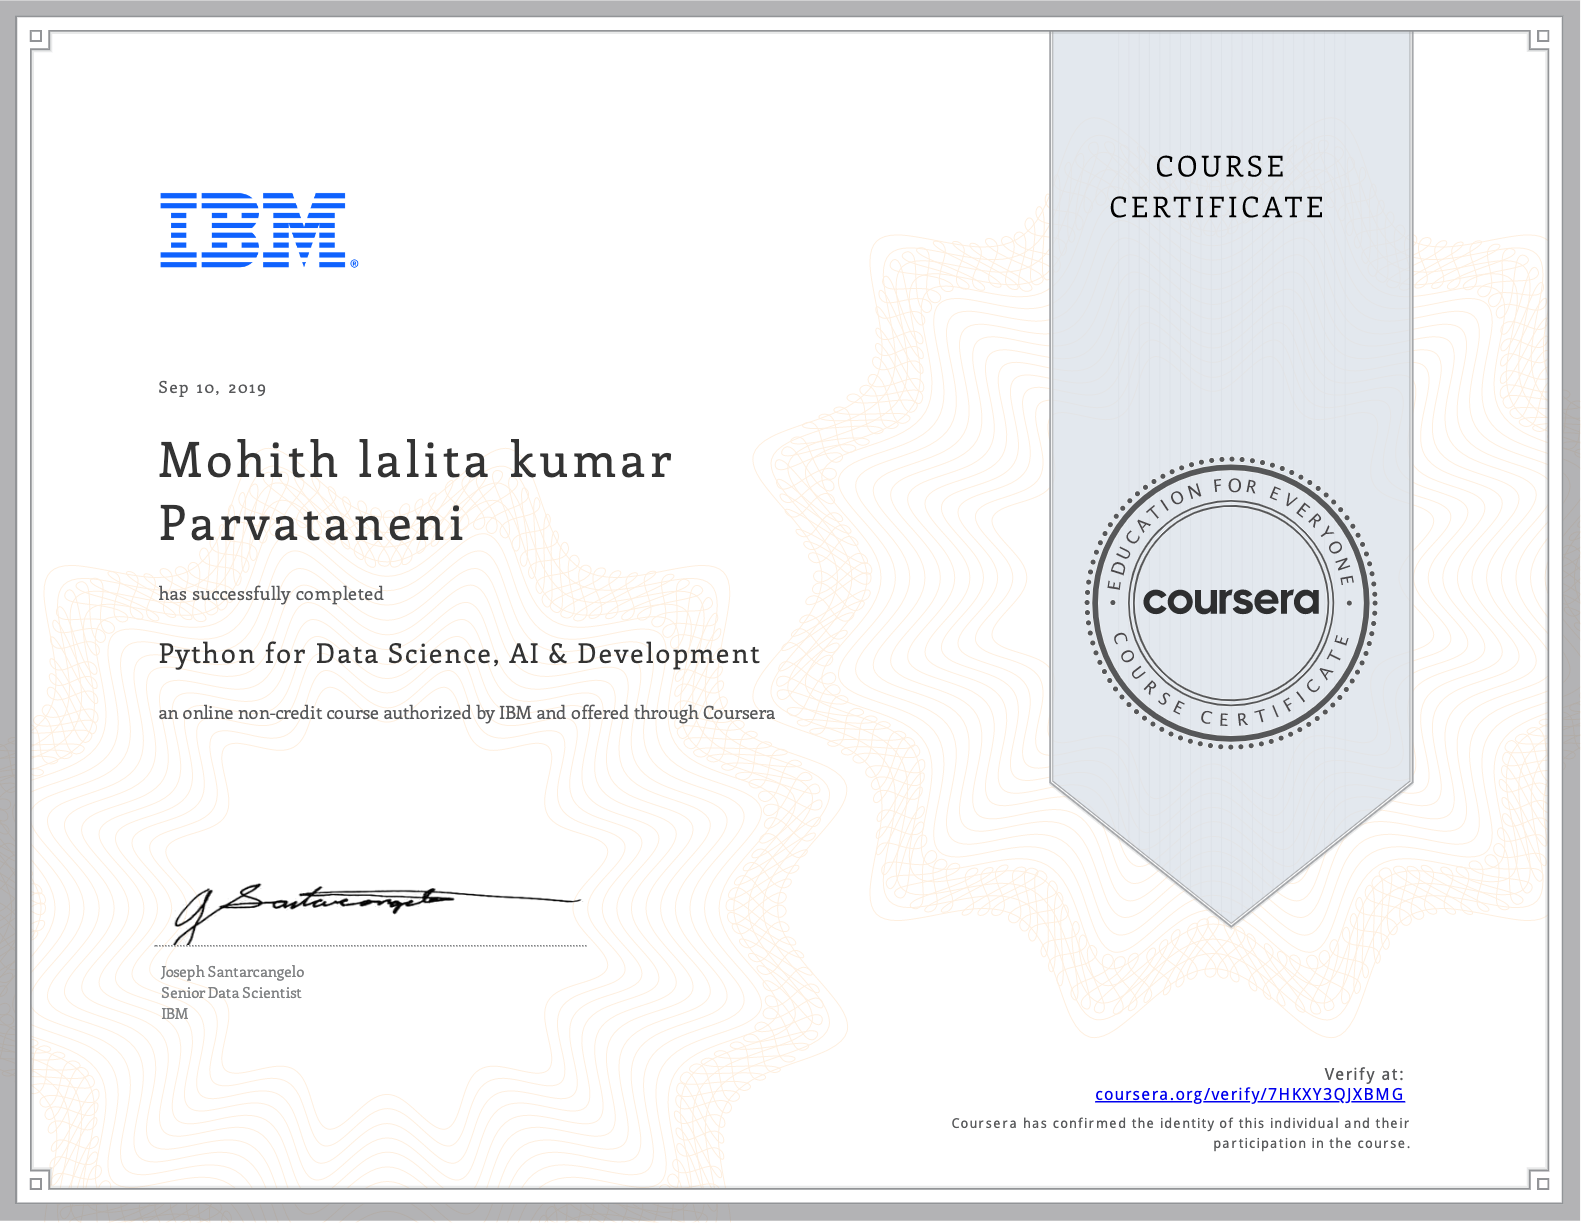 IBM®
Sep 10, 2019
Mohith lalita kumar
Parvataneni
has successfully completed
Python for Data Science, AI & Development
an online non-credit course authorized by IBM and offered through Coursera
G Santarcangelo
Joseph Santarcangelo
Senior Data Scientist
IBM
COURSE
CERTIFICATE
EDUCATION FOR EVERYONE
coursera
COURSE CERTIFICATE
Verify at:
coursera.org/verify/7HKXY3QJXBMG
Coursera has confirmed the identity of this individual and their
participation in the course.